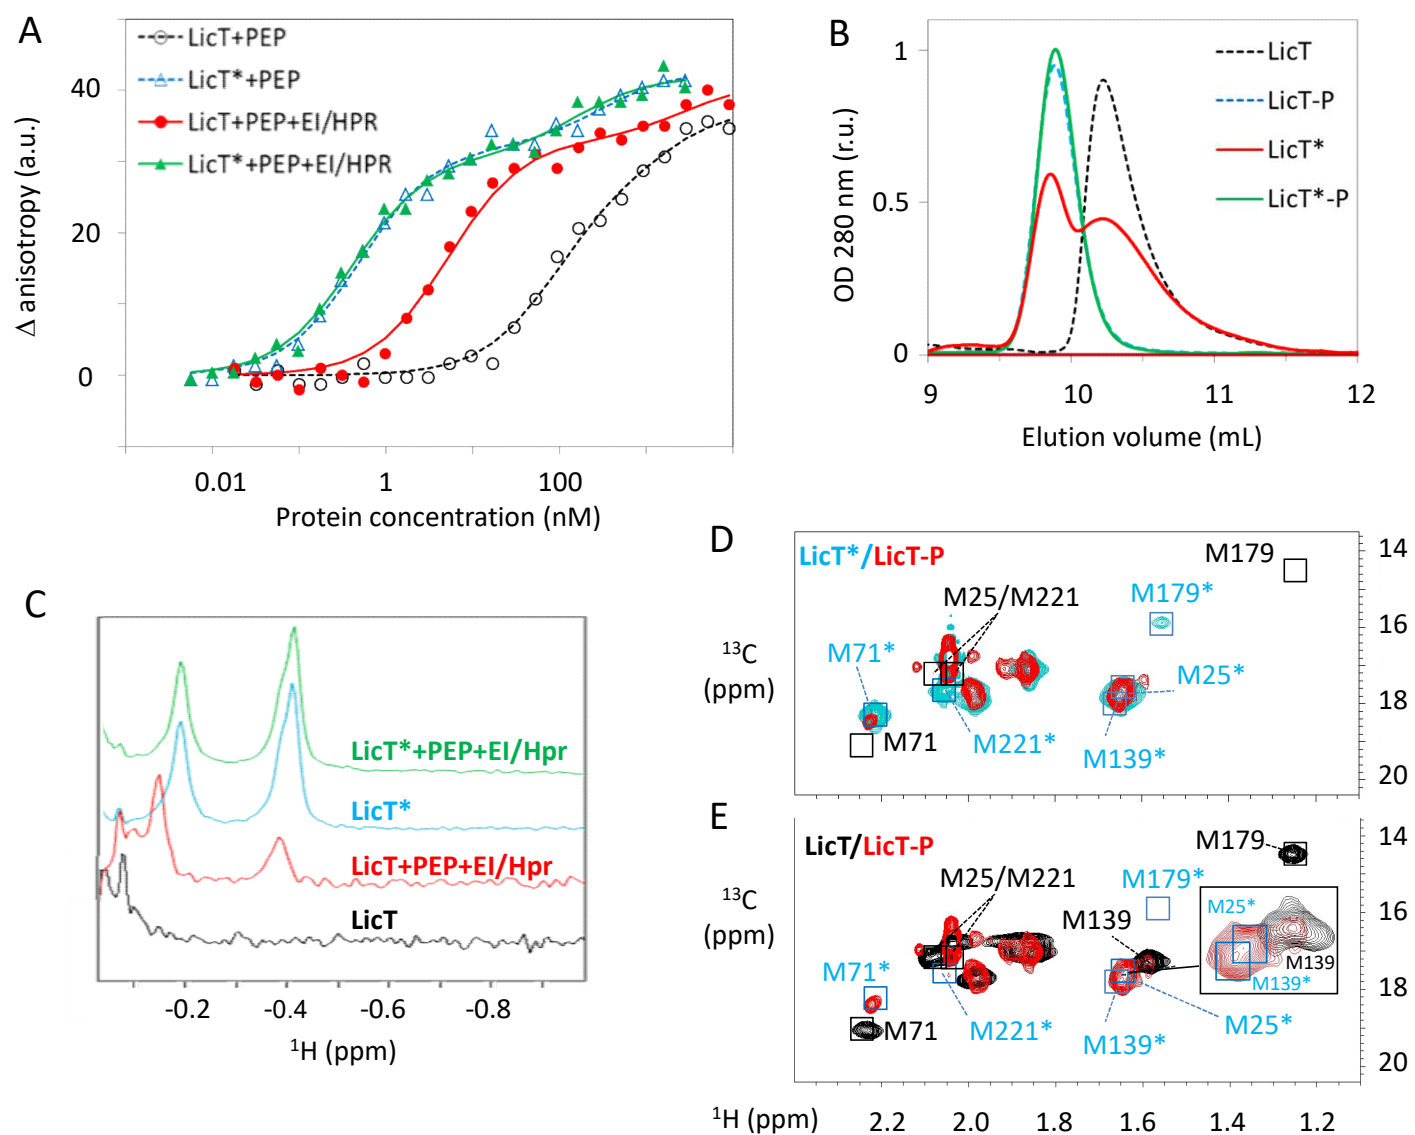 A
LicT+PEP
LicT*+PEP
LicT+PEP+EI/HPR
LicT*+PEP+EI/HPR
40
20
0
Δ anisotropy (a.u.)
0.01 1 100
Protein concentration (nM)
B
LicT
LicT-P
LicT*
LicT*-P
1
0.5
0
OD 280 nm (r.u.)
9 10 11 12
Elution volume (mL)
C
LicT*+PEP+EI/Hpr
LicT*
LicT+PEP+EI/Hpr
LicT
-0.2 -0.4 -0.6 -0.8
¹H (ppm)
D
LicT*/LicT-P
M179
M25/M221
M179*
M71*
M25*
M71
M221*
M139*
¹³C
(ppm)
14
16
18
20
E
LicT/LicT-P
M179
M25/M221
M179*
M139
M25*
M139
M139*
M71*
M71
M221*
M139*
M25*
¹³C
(ppm)
14
16
18
20
¹H (ppm)
2.2 2.0 1.8 1.6 1.4 1.2